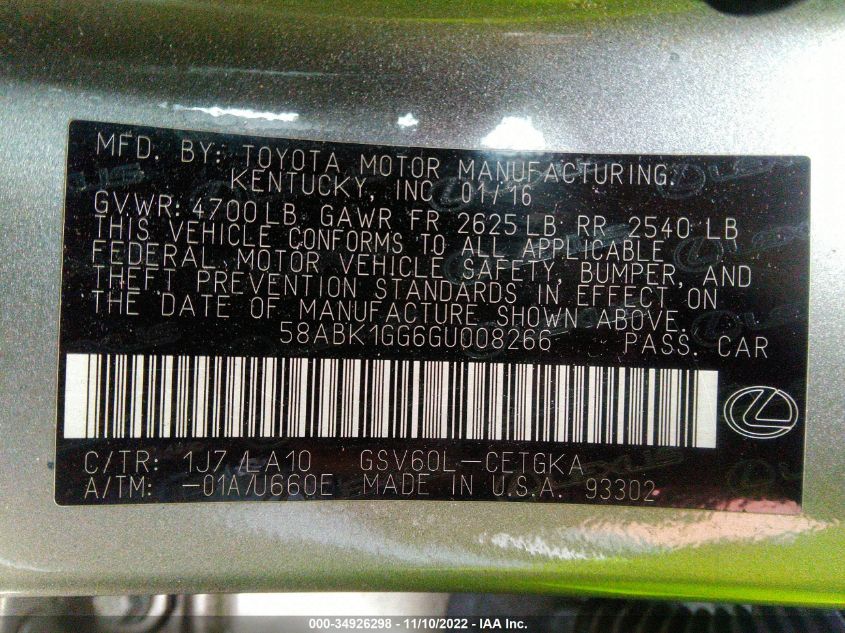 MFD. BY: TOYOTA MOTOR MANUFACTURING.
KENTUCKY, INC 01/16
GVWR: 4700LB GAWR FR 2625LB RR 2540 LB
THIS VEHICLE CONFORMS TO ALL APPLICABLE
FEDERAL MOTOR VEHICLE SAFETY, BUMPER, AND
THEFT PREVENTION STANDARDS IN EFFECT ON
THE DATE OF MANUFACTURE SHOWN ABOVE.
58ABK1GG6GU008266 PASS. CAR
C/TR: 1J7 /LA10 GSV60L-CETGKA
A/TM: -01A/U660E MADE IN U.S.A. 93302
000-34926298 - 11/10/2022 - IAA Inc.